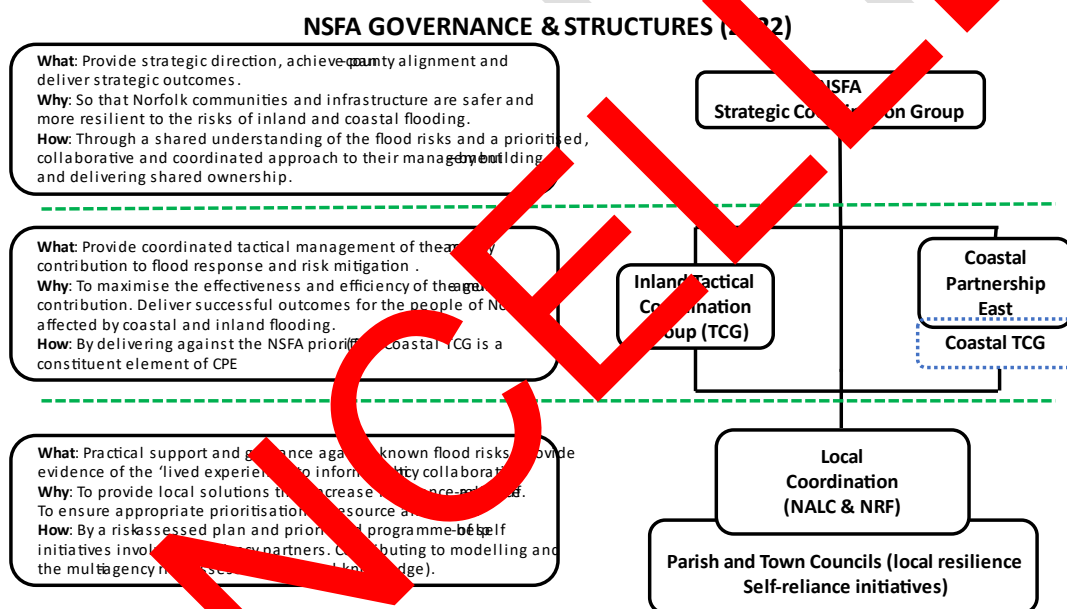 NSFA GOVERNANCE & STRUCTURES (2022)
What: Provide strategic direction, achieve alignment and
deliver strategic outcomes.
Why: So that Norfolk communities and infrastructure are safer and
more resilient to the risks of inland and coastal flooding.
How: Through a shared understanding of the flood risks and a prioritised,
collaborative and coordinated approach to their management building
and delivering shared ownership.
NSFA
Strategic Coordination Group
What: Provide coordinated tactical management of the
contribution to flood response and risk mitigation .
Why: To maximise the effectiveness and efficiency of the
contribution. Deliver successful outcomes for the people of
affected by coastal and inland flooding.
How: By delivering against the NSFA Coastal TCG is a
constituent element of CPE
Inland Tactical
Coordination
Group (TCG)
Coastal
Partnership
East
Coastal TCG
What: Practical support and guidance against known flood risks.
evidence of the 'lived experience' to inform
Why: To provide local solutions
To ensure appropriate prioritisation resource
How: By a risk-assessed plan and programme self
initiatives partners. Contributing to modelling and
the
Local
Coordination
(NALC & NRF)
Parish and Town Councils (local resilience
Self-reliance initiatives)
NCELL